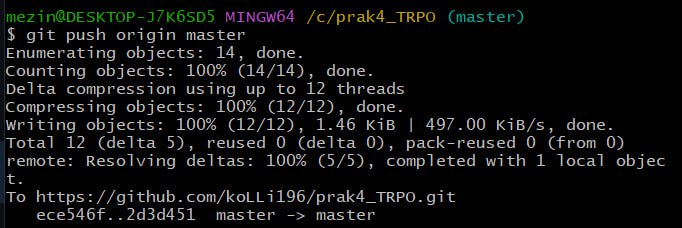 mezin@DESKTOP-J7K6SD5 MINGW64 /c/prak4_TRPO (master)
$ git push origin master
Enumerating objects: 14, done.
Counting objects: 100% (14/14), done.
Delta compression using up to 12 threads
Compressing objects: 100% (12/12), done.
Writing objects: 100% (12/12), 1.46 KiB | 497.00 KiB/s, done.
Total 12 (delta 5), reused 0 (delta 0), pack-reused 0 (from 0)
remote: Resolving deltas: 100% (5/5), completed with 1 local objec
t.
To https://github.com/koLLi196/prak4_TRPO.git
   ece546f..2d3d451  master -> master